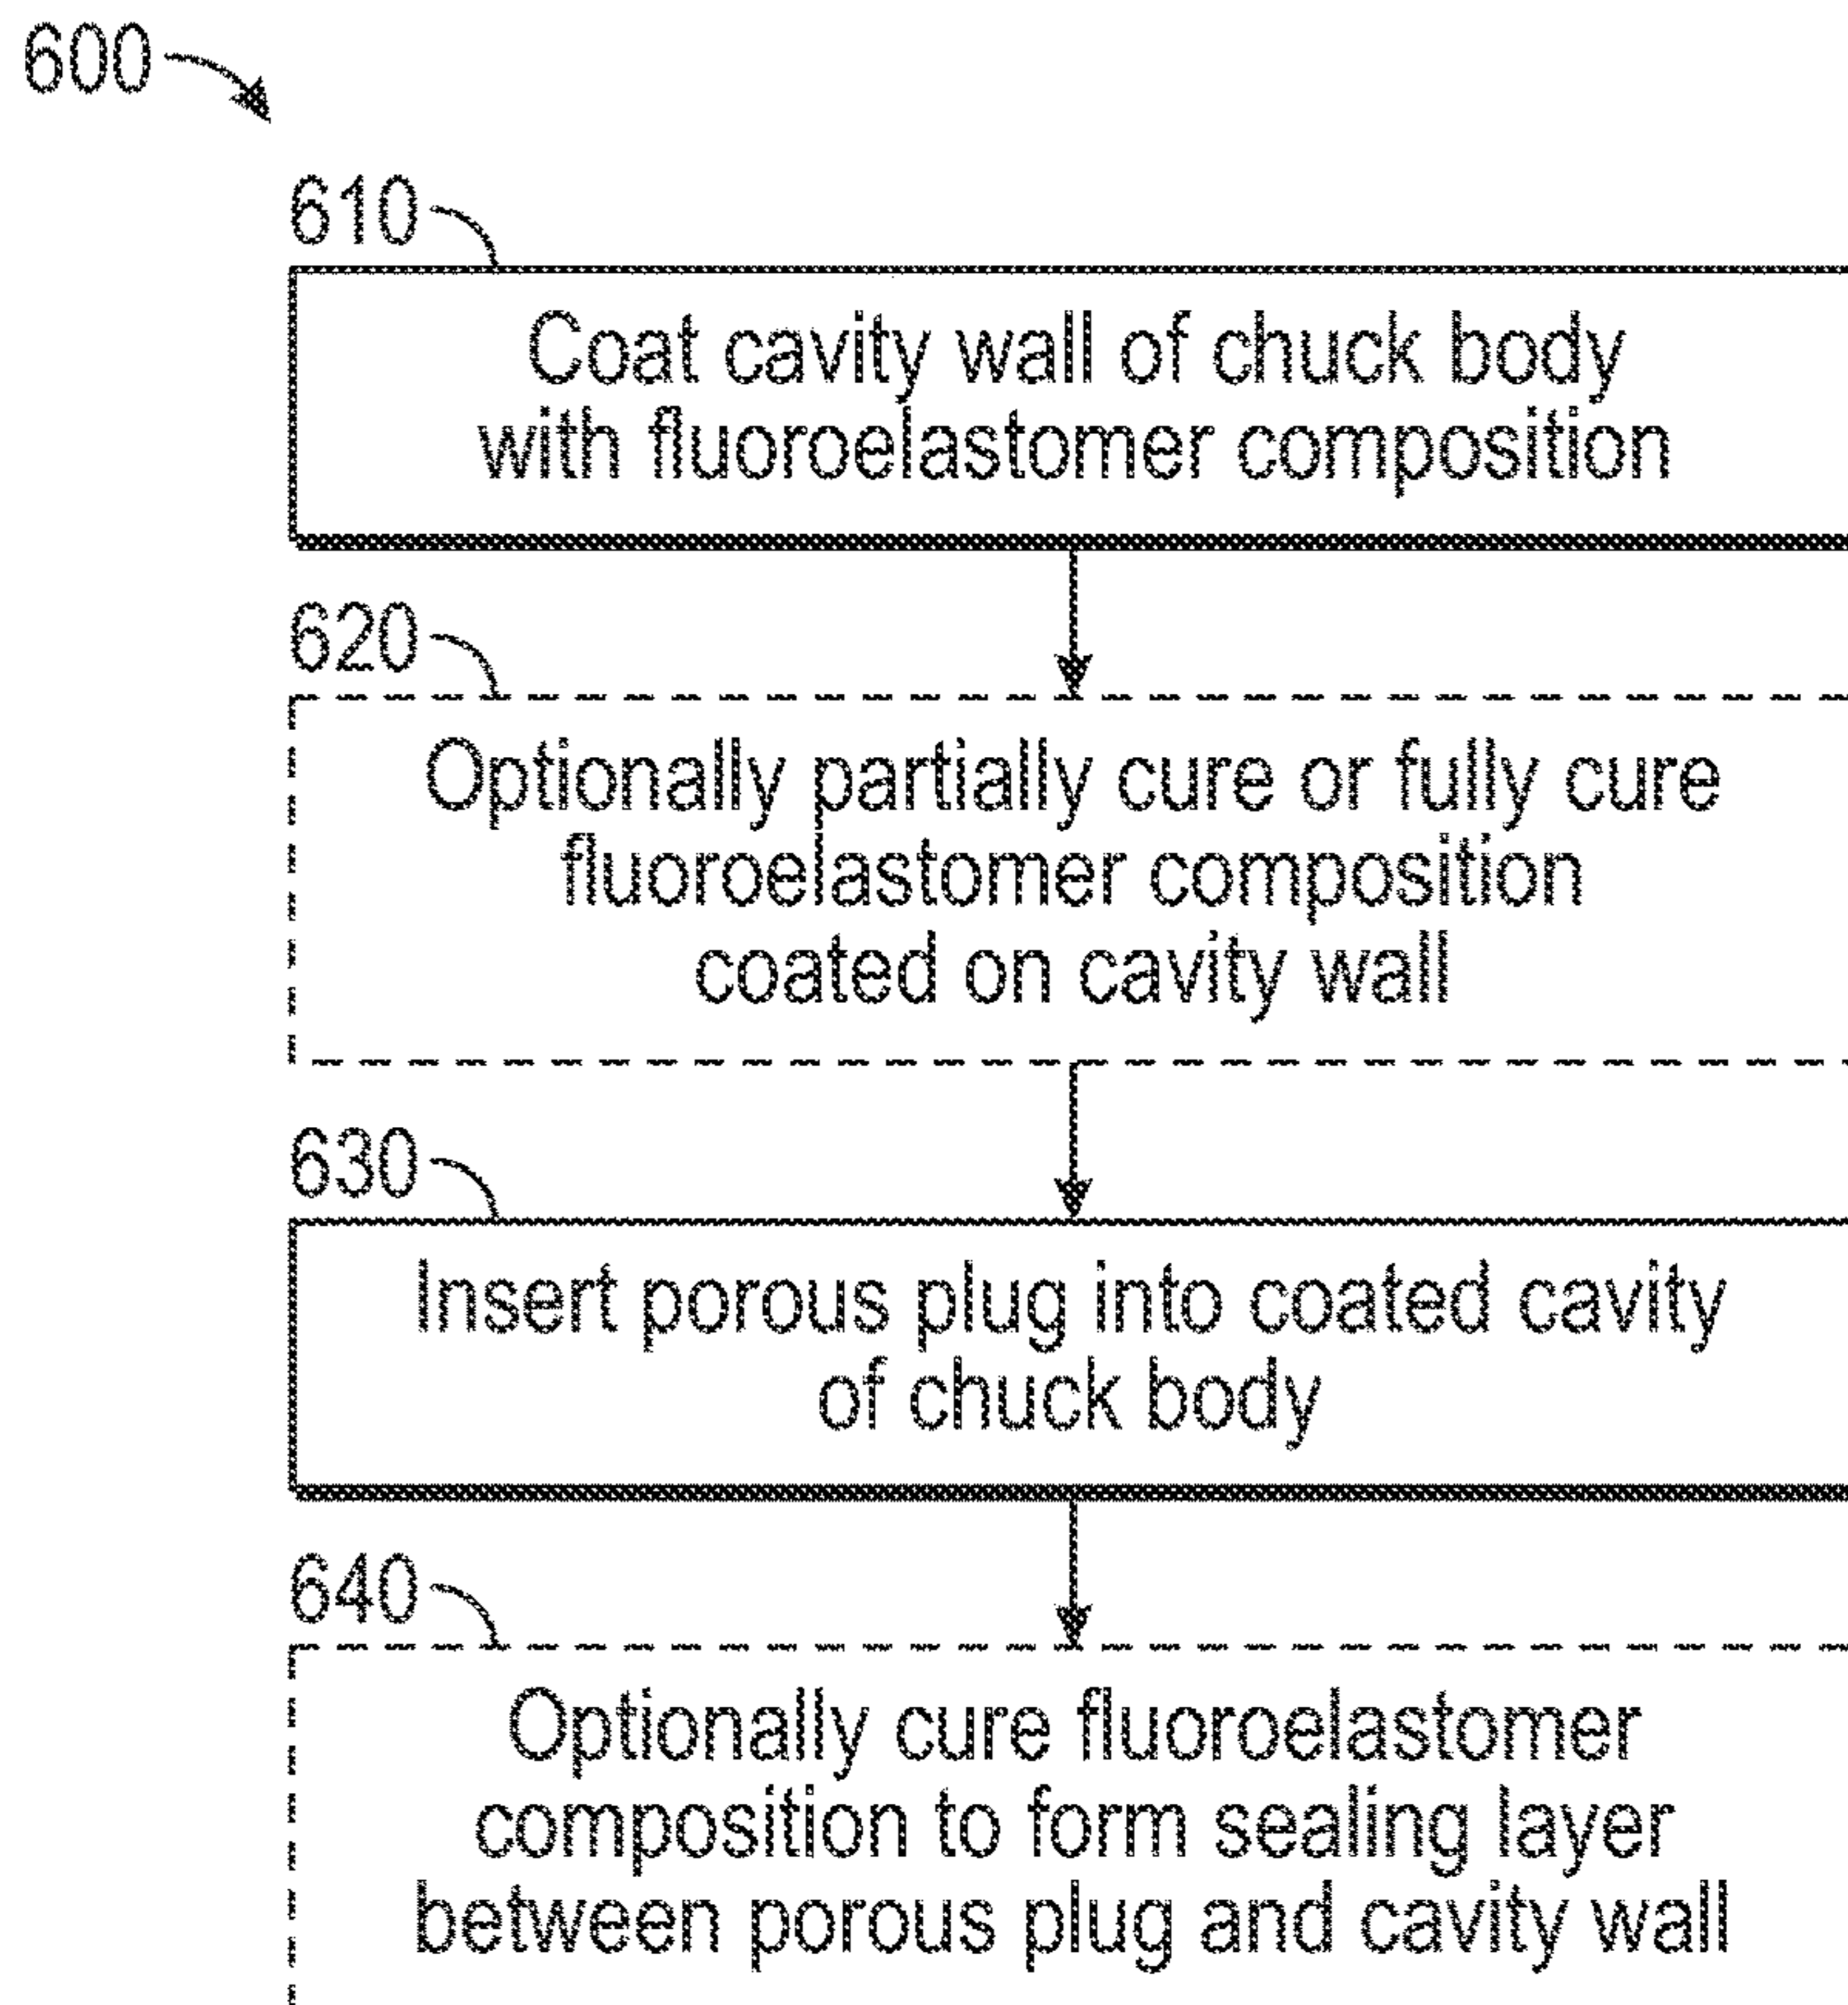 600
610
Coat cavity wall of chuck body
with fluoroelastomer composition
620
Optionally partially cure or fully cure
fluoroelastomer composition
coated on cavity wall
630
Insert porous plug into coated cavity
of chuck body
640
Optionally cure fluoroelastomer
composition to form sealing layer
between porous plug and cavity wall